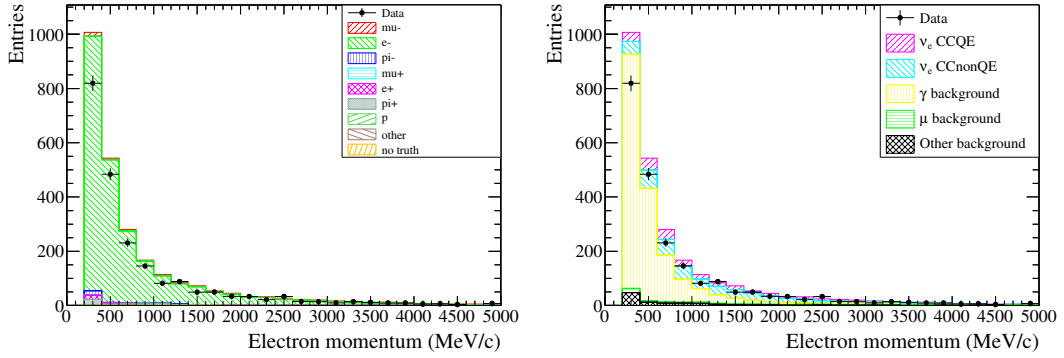 Entries
1000
800
600
400
200
0
Data
mu-
e-
pi-
mu+
e+
pi+
p
other
no truth
0 500 1000 1500 2000 2500 3000 3500 4000 4500 5000
Electron momentum (MeV/c)
Entries
1000
800
600
400
200
0
Data
νe CCQE
νe CCnonQE
γ background
μ background
Other background
0 500 1000 1500 2000 2500 3000 3500 4000 4500 5000
Electron momentum (MeV/c)